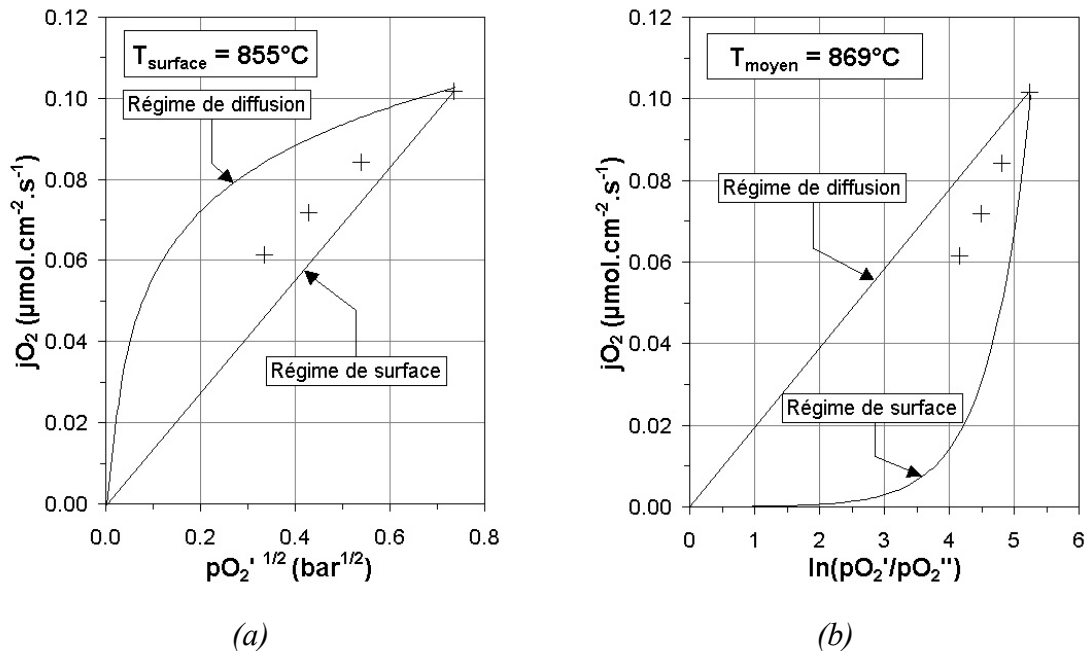 T_surface = 855°C
Régime de diffusion
Régime de surface
jO₂ (µmol.cm⁻².s⁻¹)
0.12
0.10
0.08
0.06
0.04
0.02
0.00
0.0 0.2 0.4 0.6 0.8
pO₂' ^1/2 (bar^1/2)
(a)
T_moyen = 869°C
Régime de diffusion
Régime de surface
jO₂ (µmol.cm⁻².s⁻¹)
0.12
0.10
0.08
0.06
0.04
0.02
0.00
0 1 2 3 4 5 6
ln(pO₂'/pO₂")
(b)